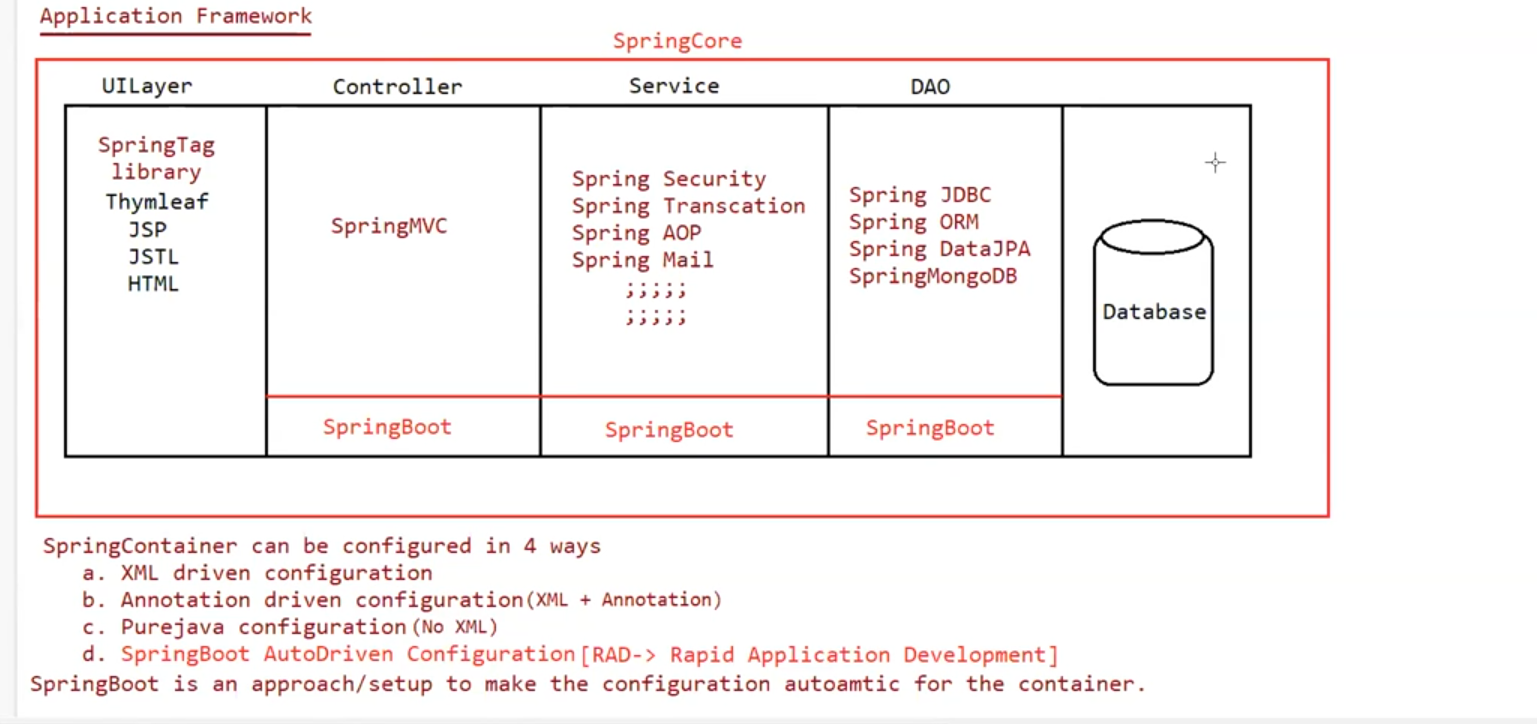 Application Framework
SpringCore
UILayer
Controller
Service
DAO
SpringTag
library
Thymleaf
JSP
JSTL
HTML
SpringMVC
Spring Security
Spring Transcation
Spring AOP
Spring Mail
;;;;;
;;;;;
Spring JDBC
Spring ORM
Spring DataJPA
SpringMongoDB
Database
SpringBoot
SpringBoot
SpringBoot
SpringContainer can be configured in 4 ways
a. XML driven configuration
b. Annotation driven configuration(XML + Annotation)
c. Purejava configuration(No XML)
d. SpringBoot AutoDriven Configuration[RAD-> Rapid Application Development]
SpringBoot is an approach/setup to make the configuration autoamtic for the container.